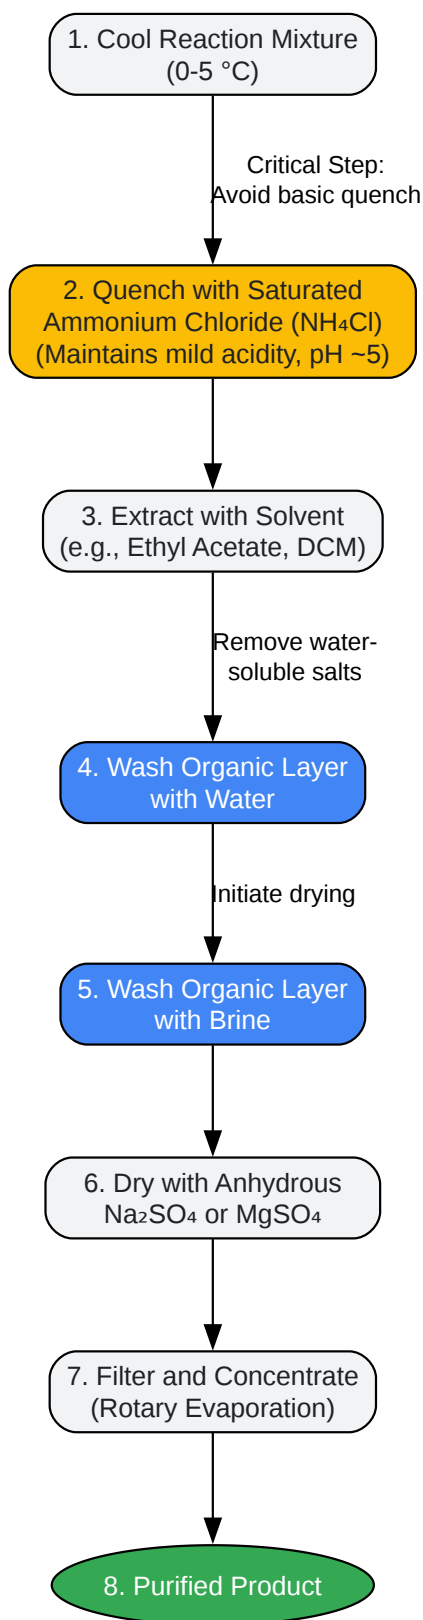 1. Cool Reaction Mixture
(0-5 °C)
Critical Step:
Avoid basic quench
2. Quench with Saturated
Ammonium Chloride (NH₄Cl)
(Maintains mild acidity, pH ~5)
3. Extract with Solvent
(e.g., Ethyl Acetate, DCM)
Remove water-
soluble salts
4. Wash Organic Layer
with Water
Initiate drying
5. Wash Organic Layer
with Brine
6. Dry with Anhydrous
Na₂SO₄ or MgSO₄
7. Filter and Concentrate
(Rotary Evaporation)
8. Purified Product